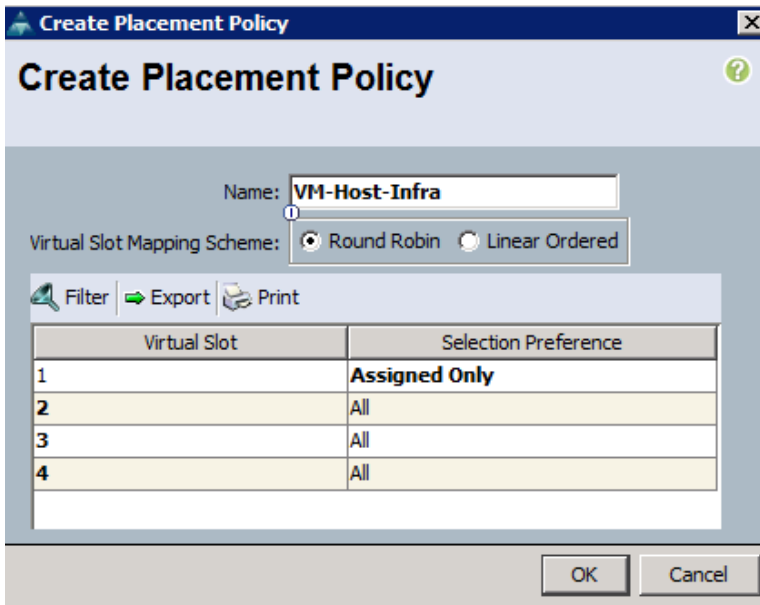 Create Placement Policy
Create Placement Policy
Name: VM-Host-Infra
Virtual Slot Mapping Scheme: Round Robin Linear Ordered
Filter Export Print
Virtual Slot Selection Preference
1 Assigned Only
2 All
3 All
4 All
OK Cancel